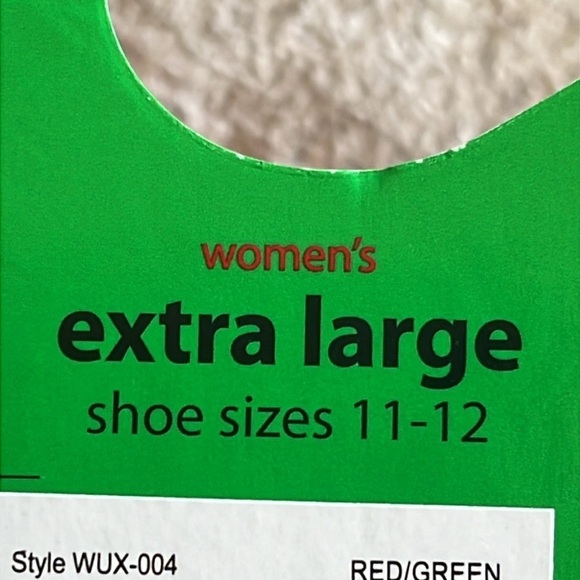 women's
extra large
shoe sizes 11-12
Style WUX-004 RED/GREEN